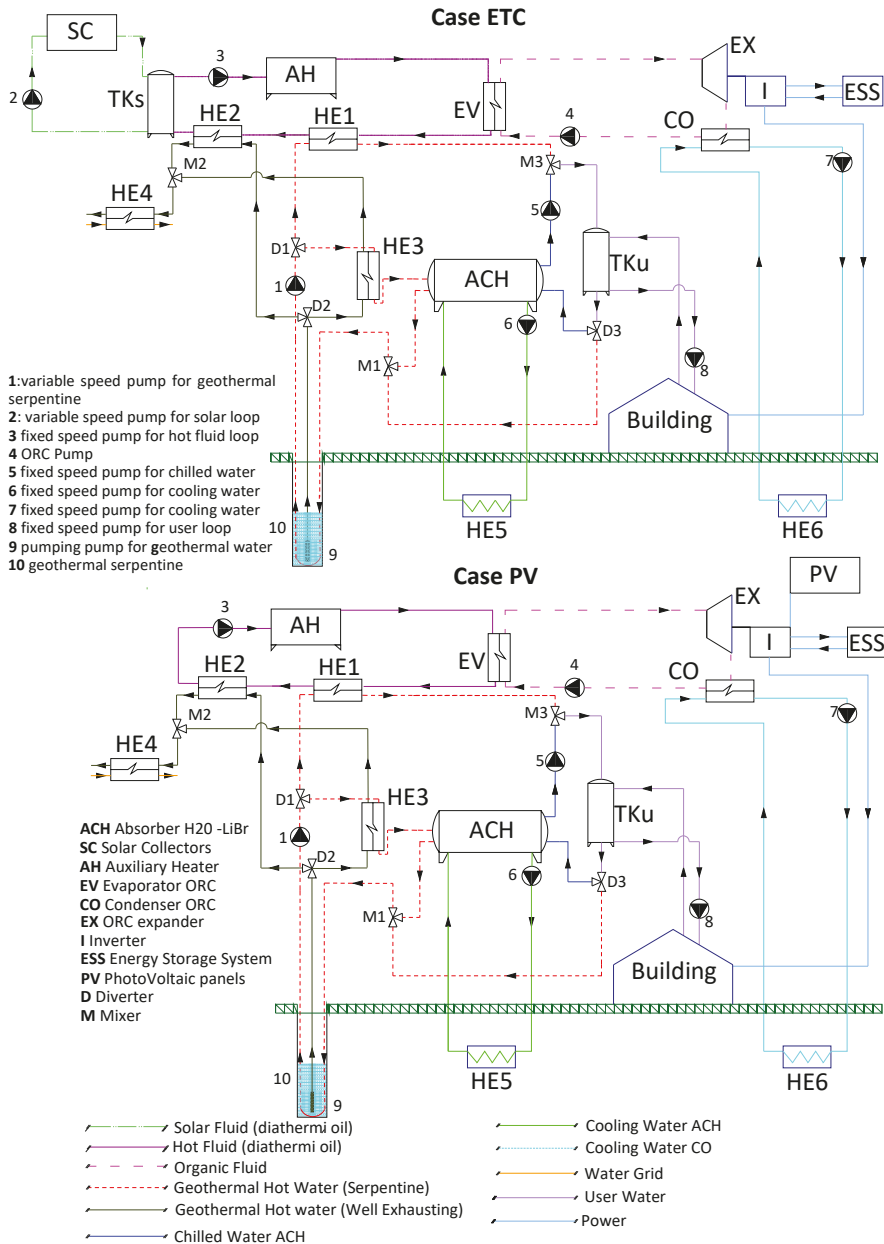 Case ETC
SC
3
AH
EX
I
ESS
2
TKs
HE2
HE1
EV
4
CO
7
M2
M3
HE4
5
D1
HE3
TKu
ACH
1
D2
6
D3
M1
8
1:variable speed pump for geothermal
serpentine
2: variable speed pump for solar loop
3 fixed speed pump for hot fluid loop
4 ORC Pump
5 fixed speed pump for chilled water
6 fixed speed pump for cooling water
7 fixed speed pump for cooling water
8 fixed speed pump for user loop
9 pumping pump for geothermal water
10 geothermal serpentine
Building
10
9
HE5
HE6
Case PV
PV
3
AH
EX
I
ESS
HE2
HE1
EV
4
CO
7
M2
M3
HE4
5
D1
HE3
TKu
ACH
1
D2
6
D3
M1
8
ACH Absorber H20 -LiBr
SC Solar Collectors
AH Auxiliary Heater
EV Evaporator ORC
CO Condenser ORC
EX ORC expander
I Inverter
ESS Energy Storage System
PV PhotoVoltaic panels
D Diverter
M Mixer
Building
10
9
HE5
HE6
Solar Fluid (diathermi oil)
Hot Fluid (diathermi oil)
Organic Fluid
Geothermal Hot Water (Serpentine)
Geothermal Hot water (Well Exhausting)
Chilled Water ACH
Cooling Water ACH
Cooling Water CO
Water Grid
User Water
Power